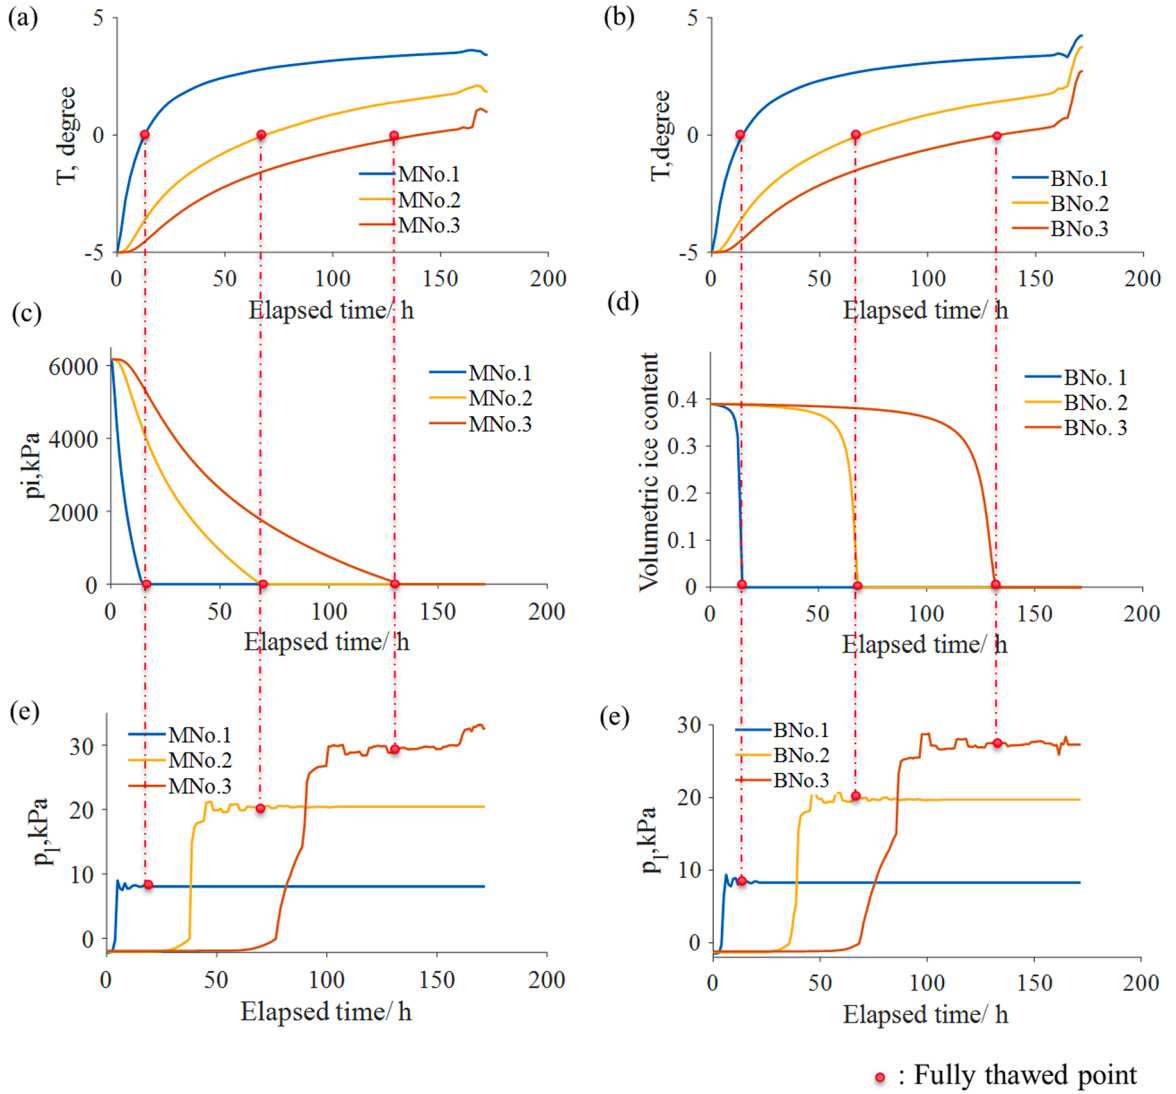 (a)
5
0
-5
T, degree
MNo.1
MNo.2
MNo.3
0
50
100
150
200
Elapsed time/ h
(b)
5
0
-5
T,degree
BNo.1
BNo.2
BNo.3
0
50
100
150
200
Elapsed time/ h
(c)
6000
4000
2000
0
pi,kPa
MNo.1
MNo.2
MNo.3
0
50
100
150
200
Elapsed time/ h
(d)
0.4
0.3
0.2
0.1
0
Volumetric ice content
BNo. 1
BNo. 2
BNo. 3
0
50
100
150
200
Elapsed time/ h
(e)
30
20
10
0
pl,kPa
MNo.1
MNo.2
MNo.3
0
50
100
150
200
Elapsed time/ h
(e)
30
20
10
0
pl,kPa
BNo.1
BNo.2
BNo.3
0
50
100
150
200
Elapsed time/ h
: Fully thawed point